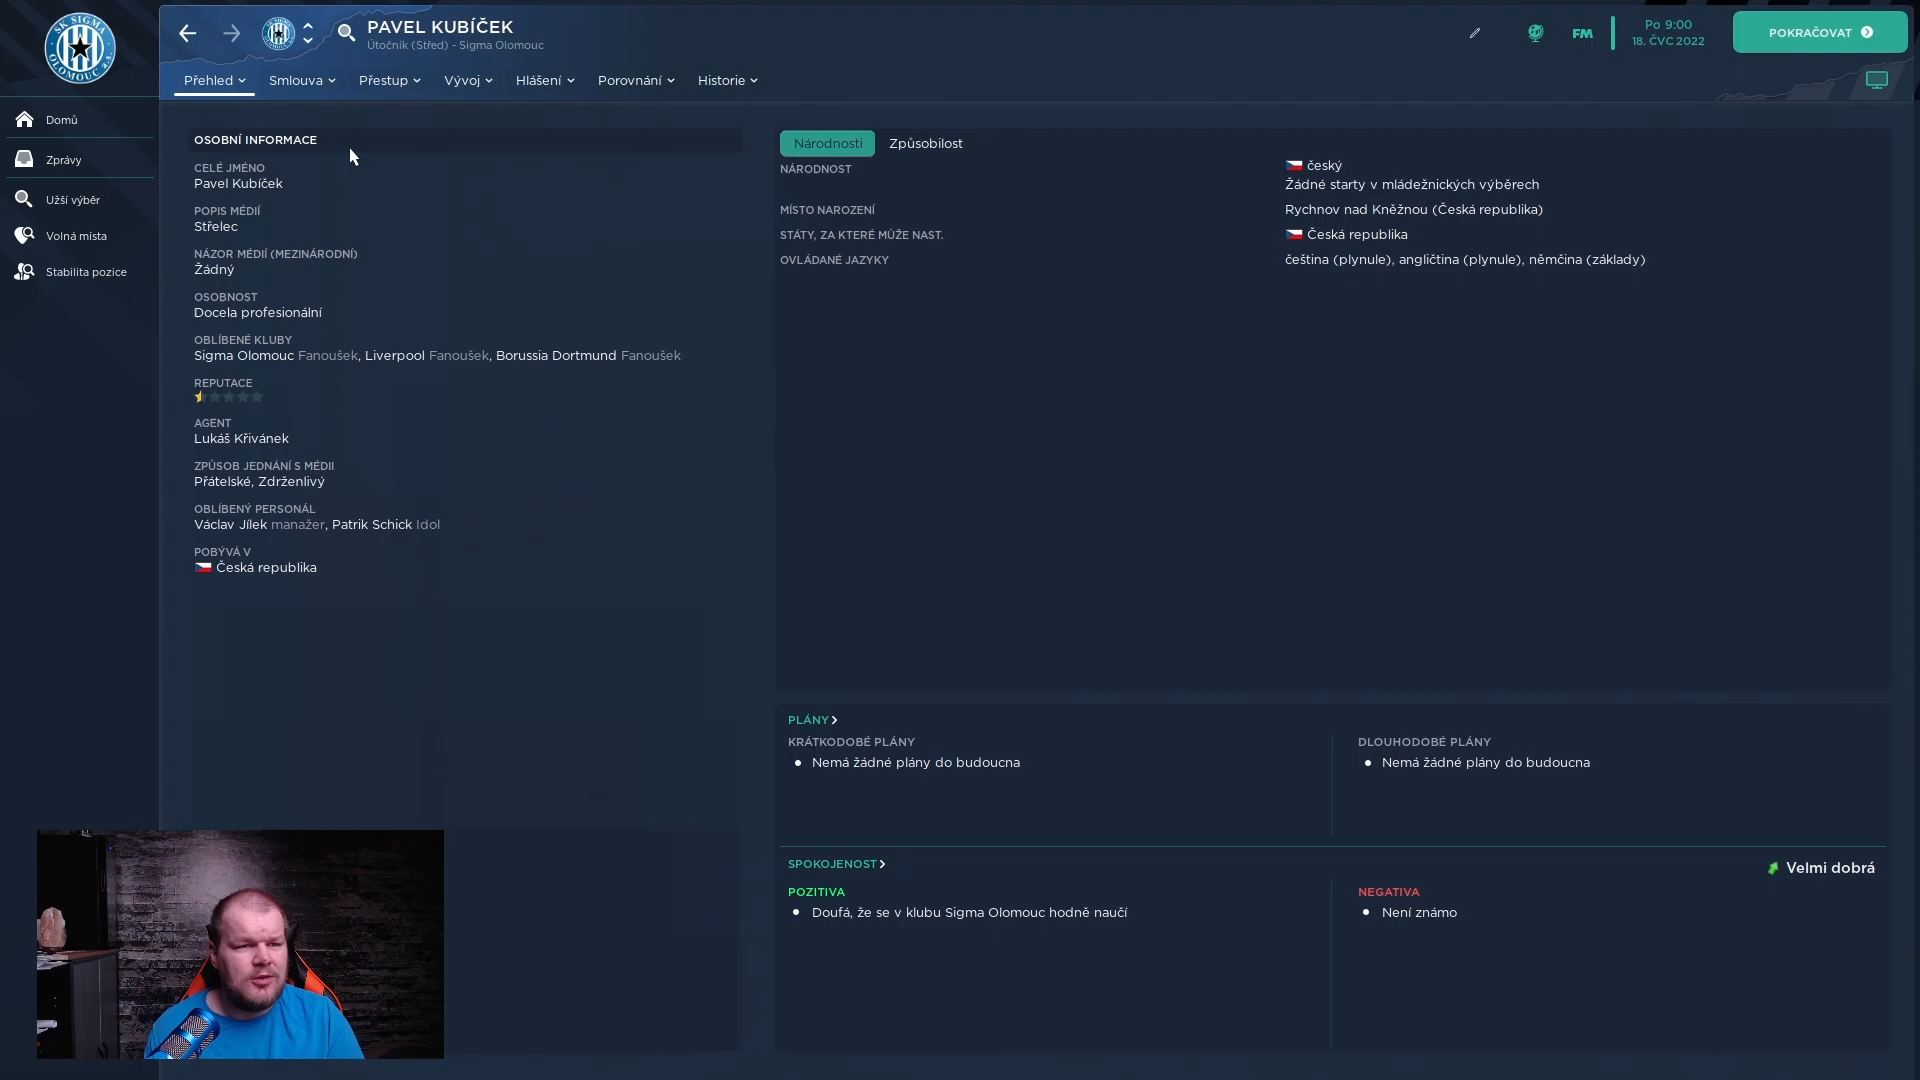 SK SIGMA
OLOMOUC a.s.
PAVEL KUBÍČEK
Útočník (Střed) - Sigma Olomouc
FM
Po 9:00
18. ČVC 2022
POKRAČOVAT
Přehled
Smlouva
Přestup
Vývoj
Hlášení
Porovnání
Historie
Domů
Zprávy
Užší výběr
Volná místa
Stabilita pozice
OSOBNÍ INFORMACE
CELÉ JMÉNO
Pavel Kubíček
POPIS MÉDIÍ
Střelec
NÁZOR MÉDIÍ (MEZINÁRODNÍ)
Žádný
OSOBNOST
Docela profesionální
OBLÍBENÉ KLUBY
Sigma Olomouc Fanoušek, Liverpool Fanoušek, Borussia Dortmund Fanoušek
REPUTACE
AGENT
Lukáš Křivánek
ZPŮSOB JEDNÁNÍ S MÉDII
Přátelské, Zdrženlivý
OBLÍBENÝ PERSONÁL
Václav Jílek manažer, Patrik Schick Idol
POBÝVÁ V
Česká republika
Národnosti
Způsobilost
NÁRODNOST
český
Žádné starty v mládežnických výběrech
MÍSTO NAROZENÍ
Rychnov nad Kněžnou (Česká republika)
STÁTY, ZA KTERÉ MŮŽE NAST.
Česká republika
OVLÁDANÉ JAZYKY
čeština (plynule), angličtina (plynule), němčina (základy)
PLÁNY
KRÁTKODOBÉ PLÁNY
Nemá žádné plány do budoucna
DLOUHODOBÉ PLÁNY
Nemá žádné plány do budoucna
SPOKOJENOST
Velmi dobrá
POZITIVA
Doufá, že se v klubu Sigma Olomouc hodně naučí
NEGATIVA
Není známo